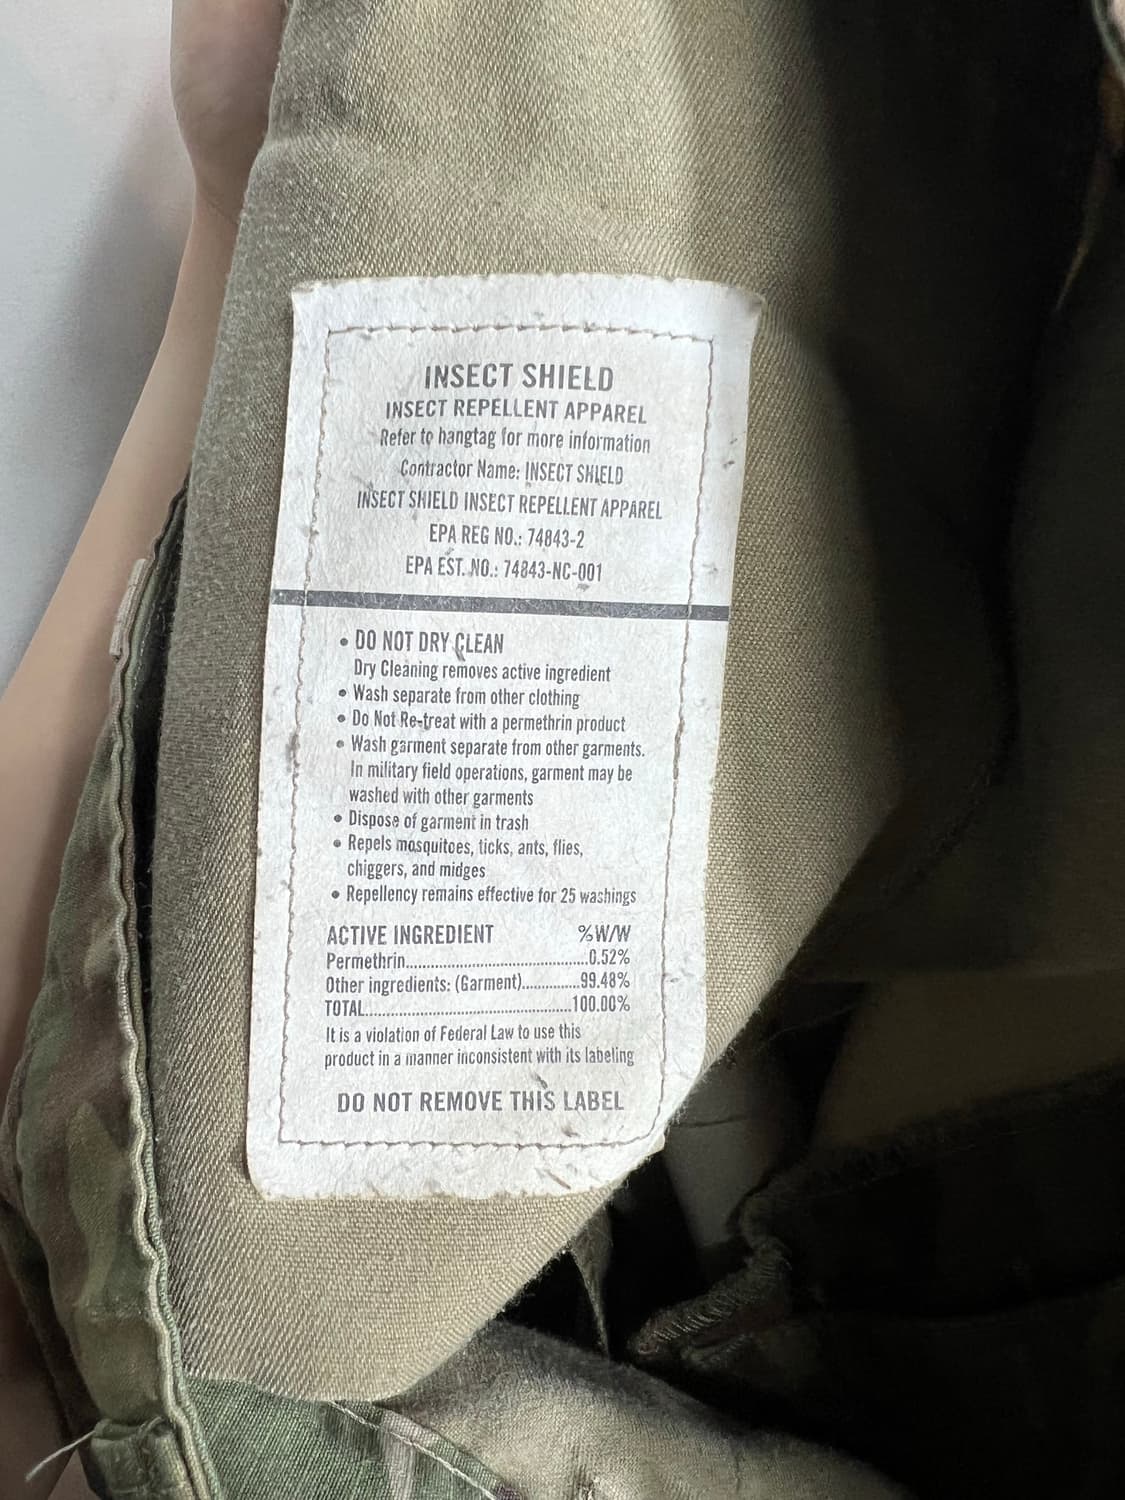 INSECT SHIELD
INSECT REPELLENT APPAREL
Refer to hangtag for more information
Contractor Name: INSECT SHIELD
INSECT SHIELD INSECT REPELLENT APPAREL
EPA REG NO.: 74843-2
EPA EST. NO.: 74843-NC-001
• DO NOT DRY CLEAN
Dry Cleaning removes active ingredient
• Wash separate from other clothing
• Do Not Re-treat with a permethrin product
• Wash garment separate from other garments.
In military field operations, garment may be
washed with other garments
• Dispose of garment in trash
• Repels mosquitoes, ticks, ants, flies,
chiggers, and midges
• Repellency remains effective for 25 washings
ACTIVE INGREDIENT %W/W
Permethrin..........................................0.52%
Other ingredients: (Garment)..............99.48%
TOTAL...............................................100.00%
It is a violation of Federal Law to use this
product in a manner inconsistent with its labeling
DO NOT REMOVE THIS LABEL